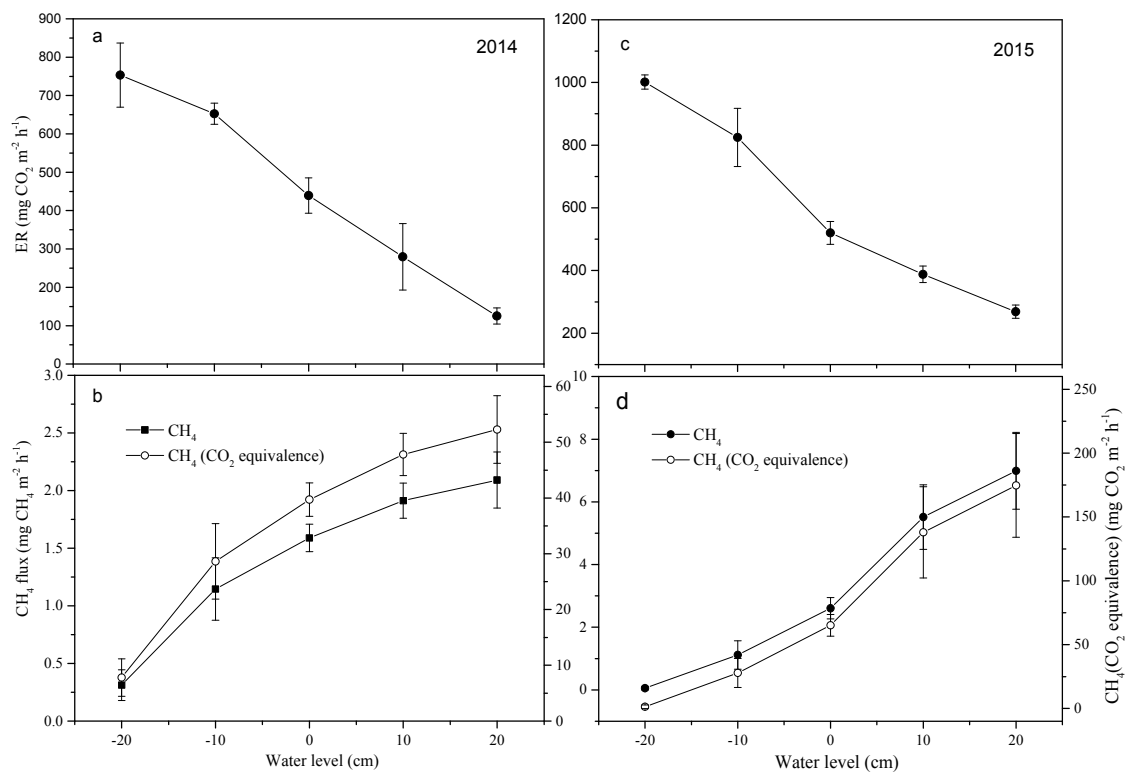 a
2014
900
800
700
600
500
400
300
200
100
0
ER (mg CO₂ m⁻² h⁻¹)
c
2015
1200
1000
800
600
400
200
b
CH₄
CH₄ (CO₂ equivalence)
3.0
2.5
2.0
1.5
1.0
0.5
0.0
CH₄ flux (mg CH₄ m⁻² h⁻¹)
60
50
40
30
20
10
0
-20 -10 0 10 20
Water level (cm)
d
CH₄
CH₄ (CO₂ equivalence)
10
8
6
4
2
0
250
200
150
100
50
0
CH₄(CO₂ equivalence) (mg CO₂ m⁻² h⁻¹)
-20 -10 0 10 20
Water level (cm)